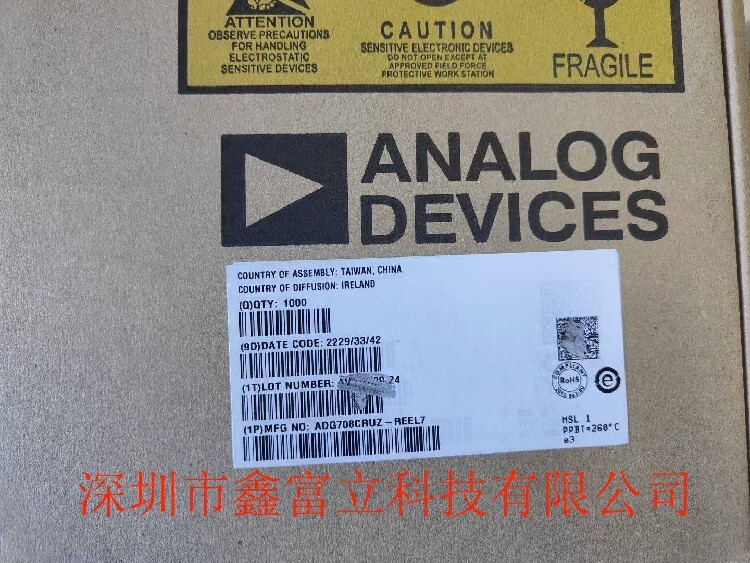 ATTENTION
OBSERVE PRECAUTIONS
FOR HANDLING
ELECTROSTATIC
SENSITIVE DEVICES
CAUTION
SENSITIVE ELECTRONIC DEVICES
DO NOT OPEN EXCEPT AT
APPROVED FIELD FORCE
PROTECTIVE WORK STATION
FRAGILE
ANALOG
DEVICES
COUNTRY OF ASSEMBLY: TAIWAN, CHINA
COUNTRY OF DIFFUSION: IRELAND
(Q)QTY: 1000
(9D)DATE CODE: 2229/33/42
(1T)LOT NUMBER:
(1P)MFG NO: ADG708CRUZ-REEL7
COMPLIANT
RoHS
e
MSL 1
PPBT=260°C
e3
深圳市鑫富立科技有限公司